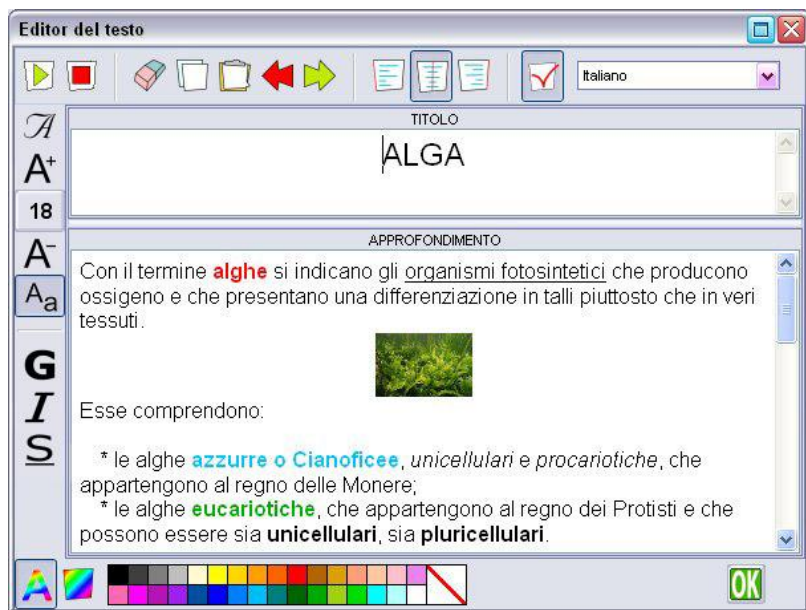 Editor del testo
Italiano
A
TITOLO
A+
ALGA
18
APPROFONDIMENTO
A-
Con il termine alghe si indicano gli organismi fotosintetici che producono
Aa
ossigeno e che presentano una differenziazione in talli piuttosto che in veri
tessuti.
G
I
Esse comprendono:
S
* le alghe azzurre o Cianoficee, unicellulari e procariotiche, che
appartengono al regno delle Monere;
* le alghe eucariotiche, che appartengono al regno dei Protisti e che
possono essere sia unicellulari, sia pluricellulari.
A
OK